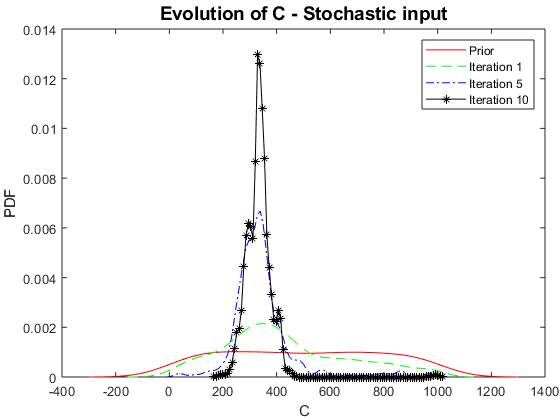 Evolution of C - Stochastic input
0.014
0.012
0.01
0.008
0.006
0.004
0.002
0
PDF
Prior
Iteration 1
Iteration 5
Iteration 10
-400 -200 0 200 400 600 800 1000 1200 1400
C